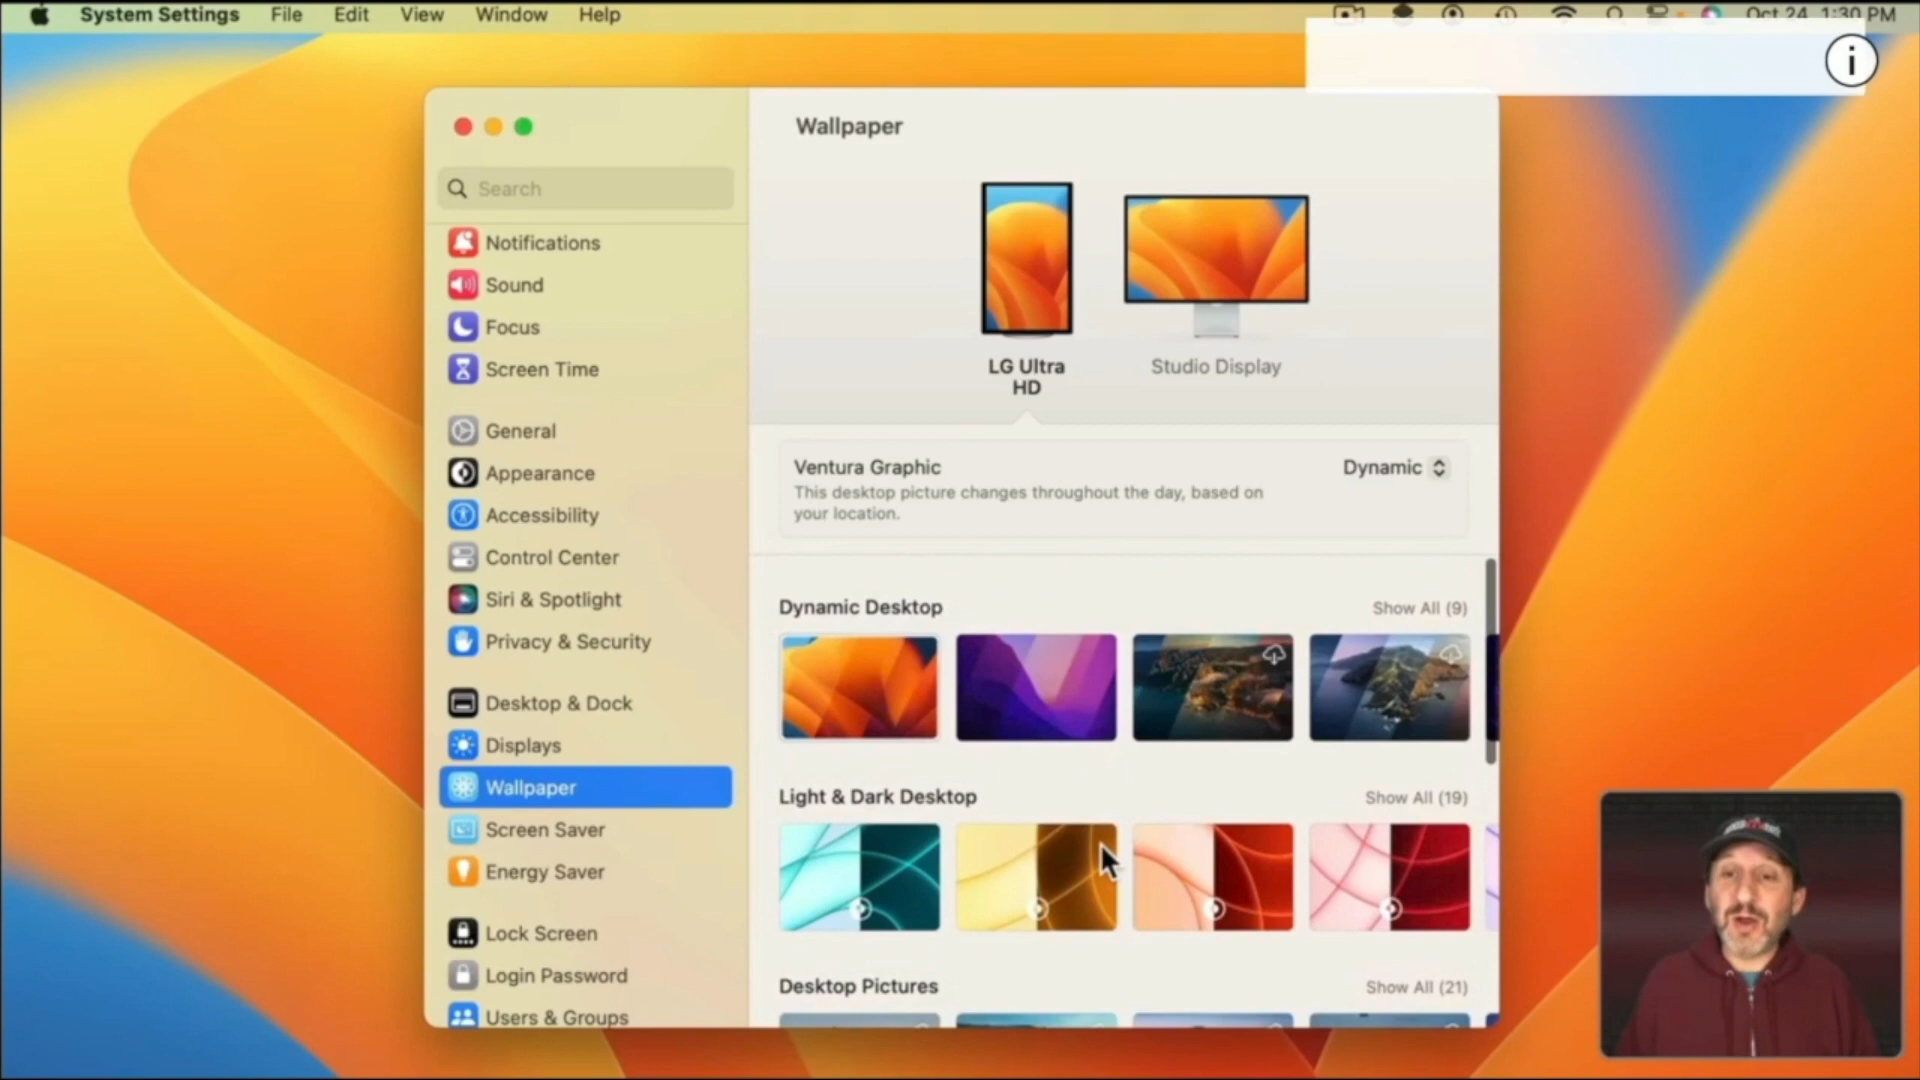 System Settings File Edit View Window Help Oct 24 1:30 PM
i
Wallpaper
Search
Notifications
Sound
Focus
Screen Time
General
Appearance
Accessibility
Control Center
Siri & Spotlight
Privacy & Security
Desktop & Dock
Displays
Wallpaper
Screen Saver
Energy Saver
Lock Screen
Login Password
Users & Groups
LG Ultra
HD
Studio Display
Ventura Graphic
Dynamic
This desktop picture changes throughout the day, based on
your location.
Dynamic Desktop
Show All (9)
Light & Dark Desktop
Show All (19)
Desktop Pictures
Show All (21)